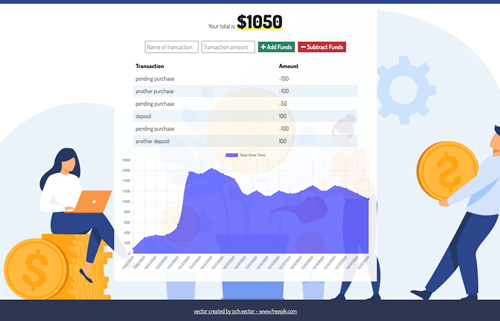 Your total is: $1050
Name of transaction Transaction amount + Add Funds − Subtract Funds
Transaction Amount
pending purchase -100
another purchase -100
pending purchase -50
deposit 100
pending purchase -100
another deposit 100
Total Over Time
1800
1600
1400
1200
1000
800
600
400
200
0
vector created by pch.vector - www.freepik.com